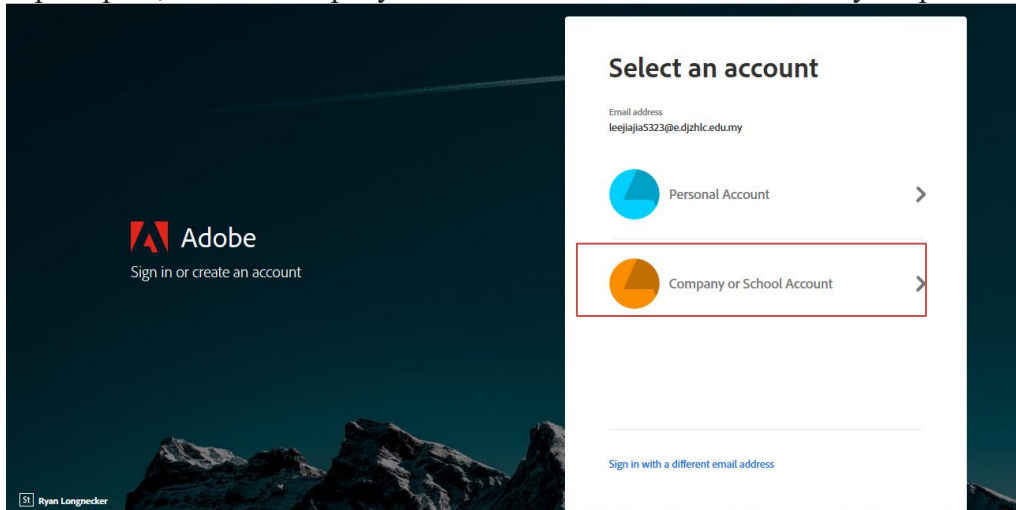 Select an account
Email address
leejiajia5323@e.djzhlc.edu.my
Personal Account
Adobe
Sign in or create an account
Company or School Account
Sign in with a different email address
St Ryan Longnecker